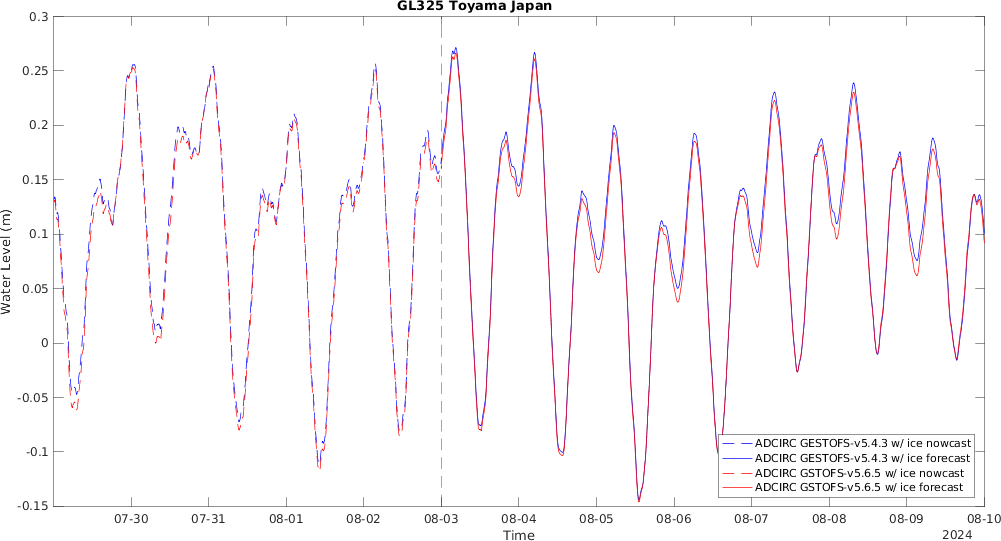 GL325 Toyama Japan
0.3
0.25
0.2
0.15
0.1
0.05
0
-0.05
-0.1
-0.15
Water Level (m)
ADCIRC GESTOFS-v5.4.3 w/ ice nowcast
ADCIRC GESTOFS-v5.4.3 w/ ice forecast
ADCIRC GSTOFS-v5.6.5 w/ ice nowcast
ADCIRC GSTOFS-v5.6.5 w/ ice forecast
07-30 07-31 08-01 08-02 08-03 08-04 08-05 08-06 08-07 08-08 08-09 08-10
Time
2024